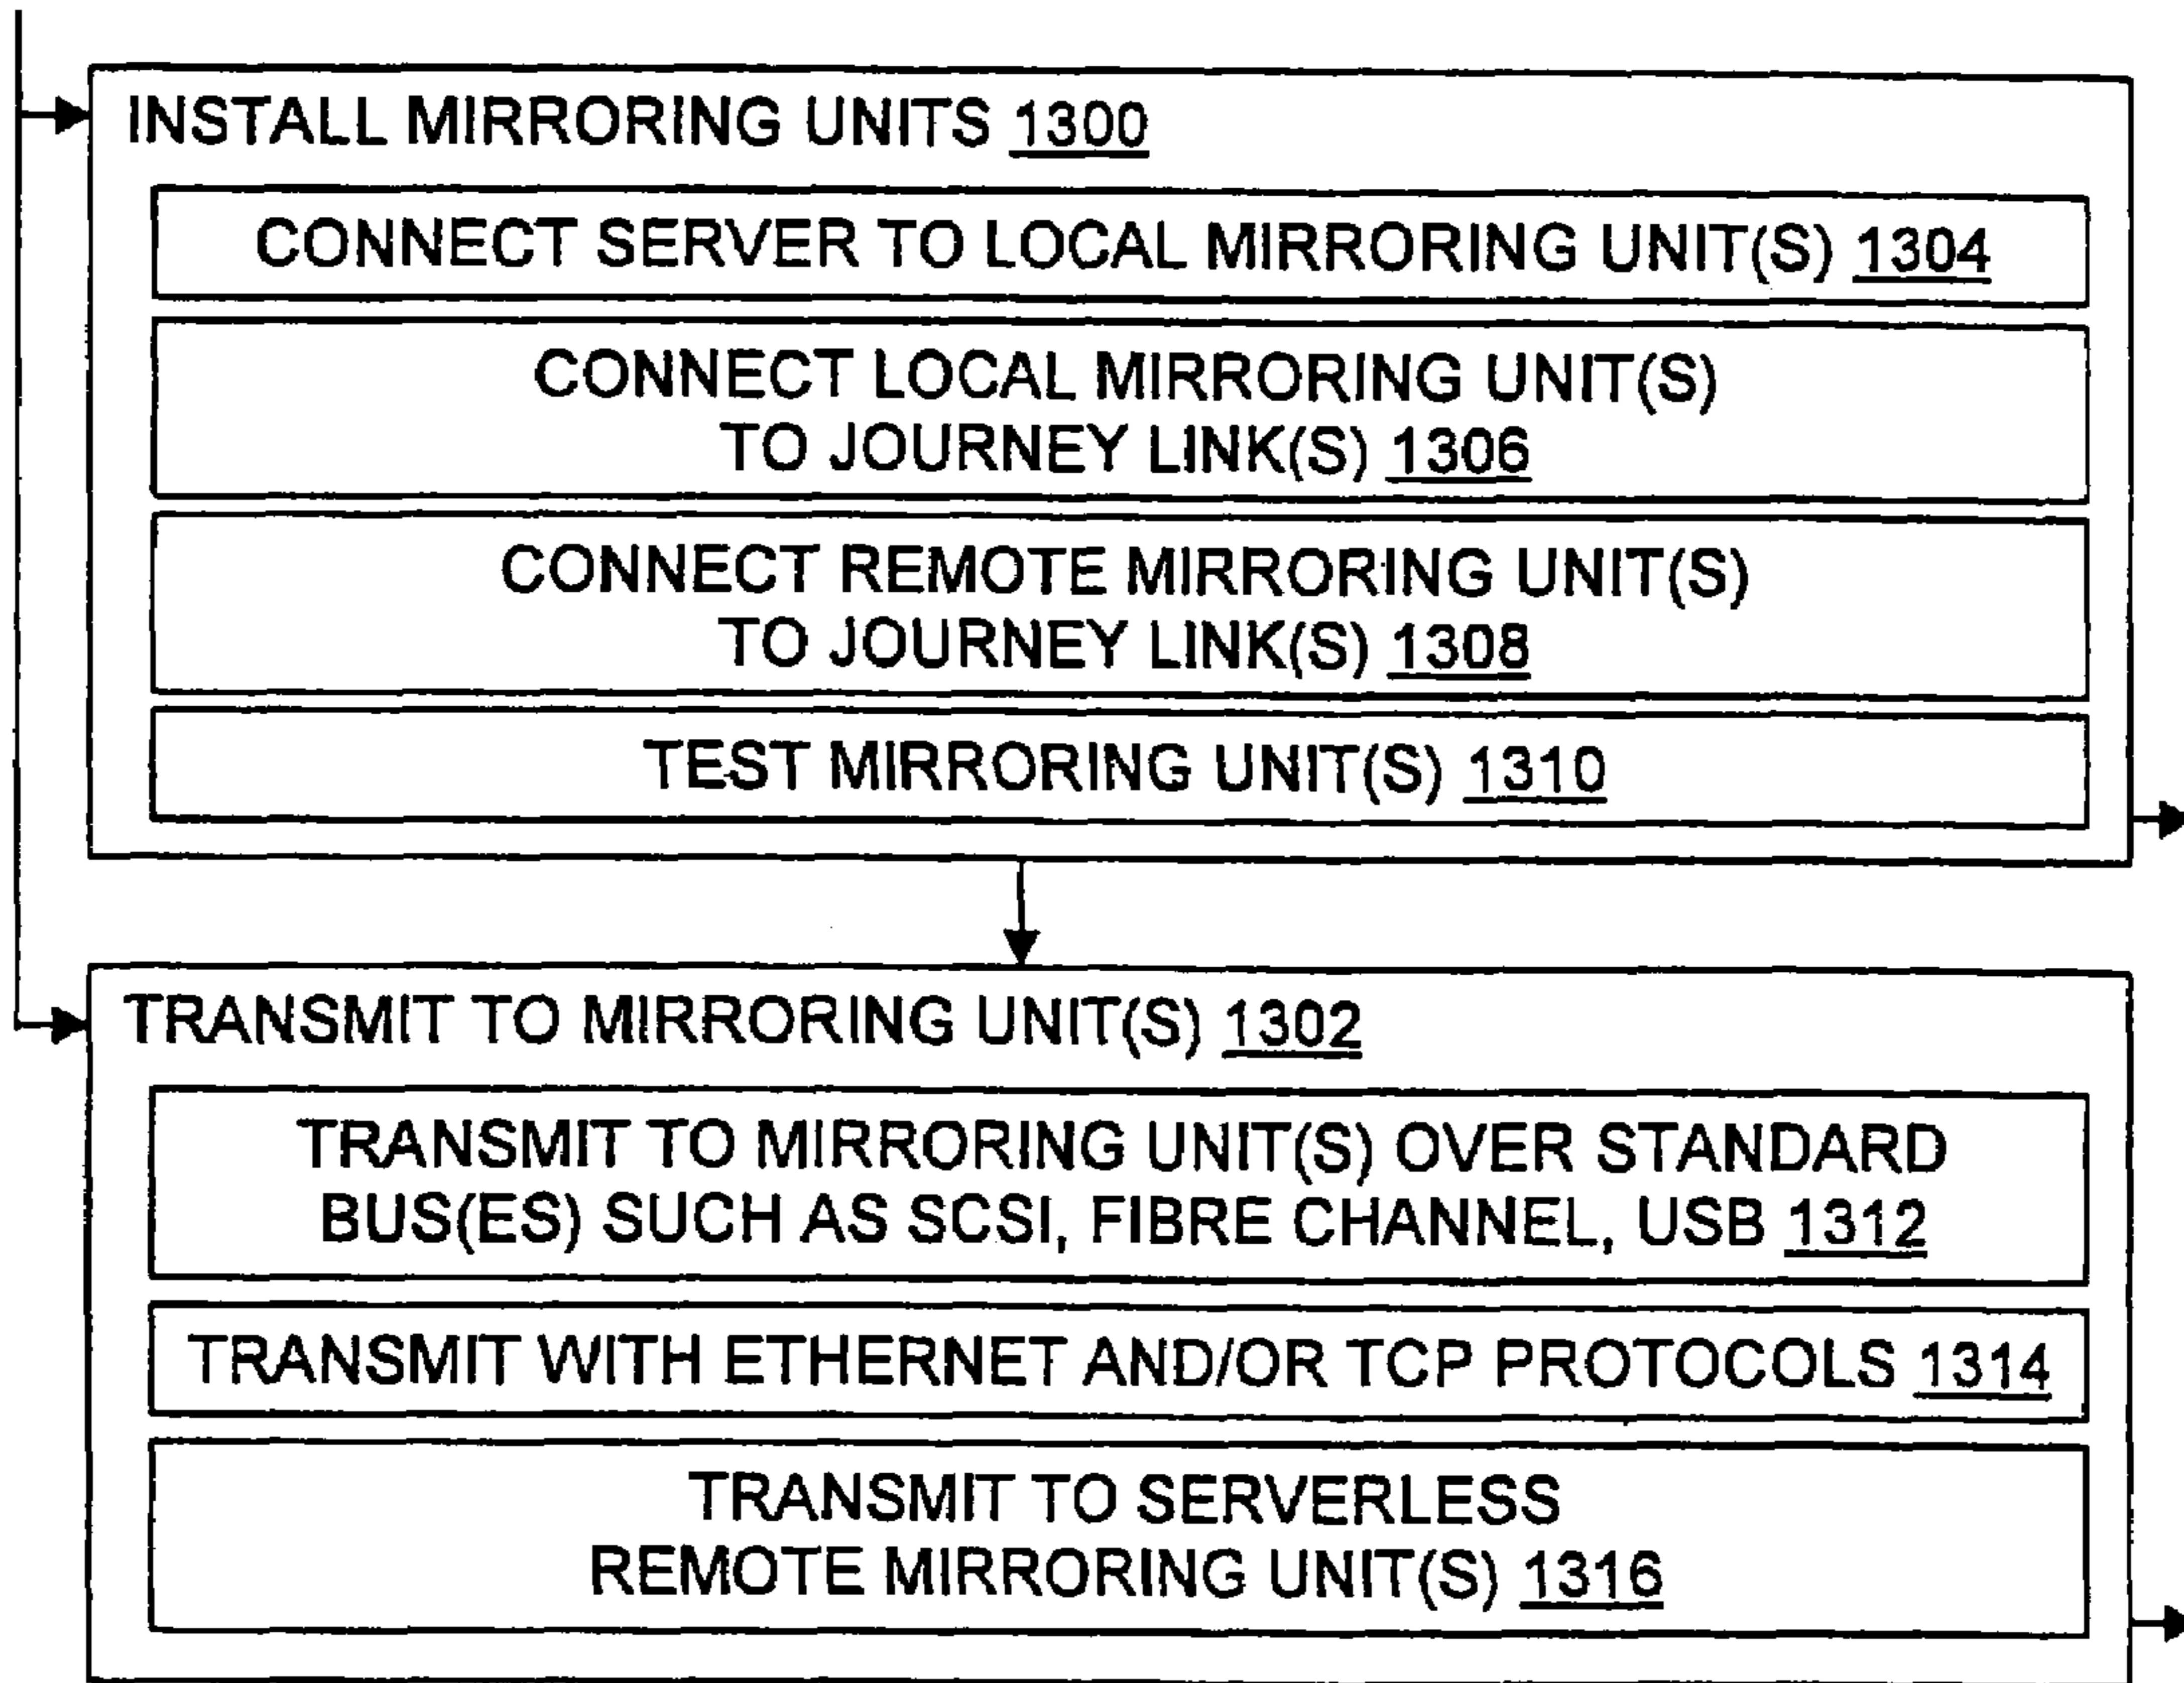 INSTALL MIRRORING UNITS 1300
CONNECT SERVER TO LOCAL MIRRORING UNIT(S) 1304
CONNECT LOCAL MIRRORING UNIT(S)
TO JOURNEY LINK(S) 1306
CONNECT REMOTE MIRRORING UNIT(S)
TO JOURNEY LINK(S) 1308
TEST MIRRORING UNIT(S) 1310
TRANSMIT TO MIRRORING UNIT(S) 1302
TRANSMIT TO MIRRORING UNIT(S) OVER STANDARD
BUS(ES) SUCH AS SCSI, FIBRE CHANNEL, USB 1312
TRANSMIT WITH ETHERNET AND/OR TCP PROTOCOLS 1314
TRANSMIT TO SERVERLESS
REMOTE MIRRORING UNIT(S) 1316